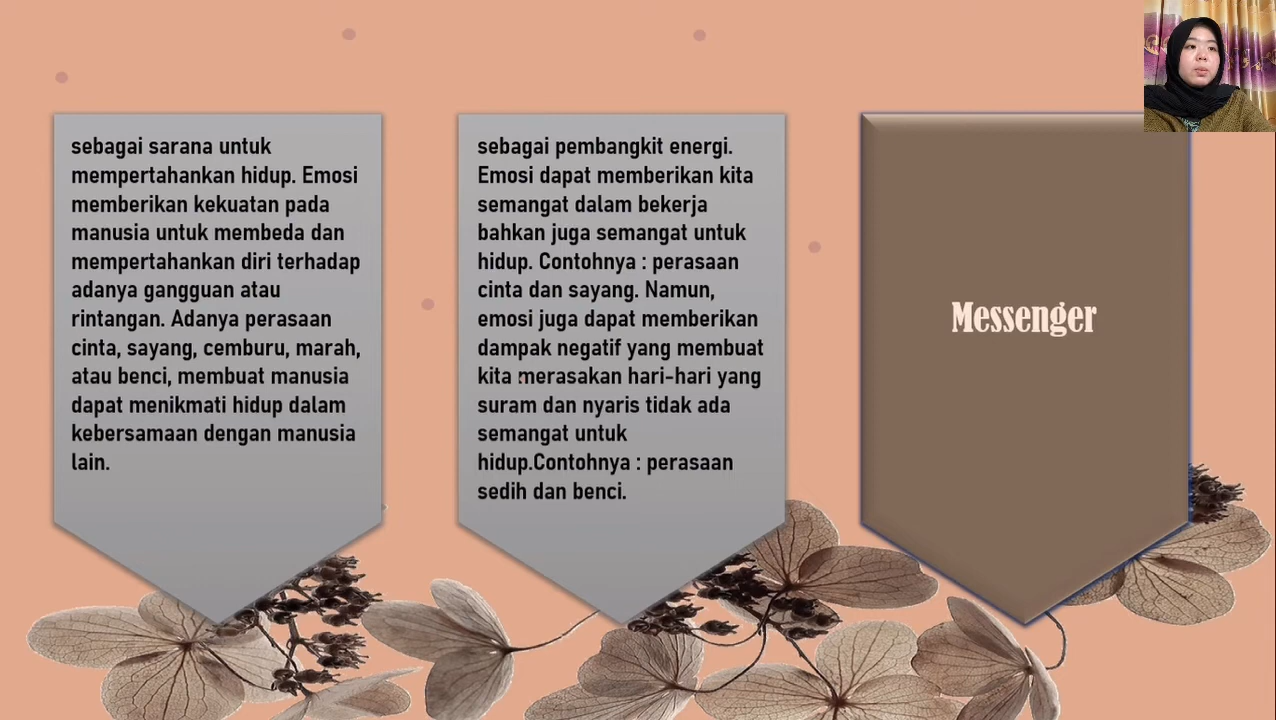 sebagai sarana untuk
mempertahankan hidup. Emosi
memberikan kekuatan pada
manusia untuk membeda dan
mempertahankan diri terhadap
adanya gangguan atau
rintangan. Adanya perasaan
cinta, sayang, cemburu, marah,
atau benci, membuat manusia
dapat menikmati hidup dalam
kebersamaan dengan manusia
lain.
sebagai pembangkit energi.
Emosi dapat memberikan kita
semangat dalam bekerja
bahkan juga semangat untuk
hidup. Contohnya : perasaan
cinta dan sayang. Namun,
emosi juga dapat memberikan
dampak negatif yang membuat
kita merasakan hari-hari yang
suram dan nyaris tidak ada
semangat untuk
hidup.Contohnya : perasaan
sedih dan benci.
Messenger